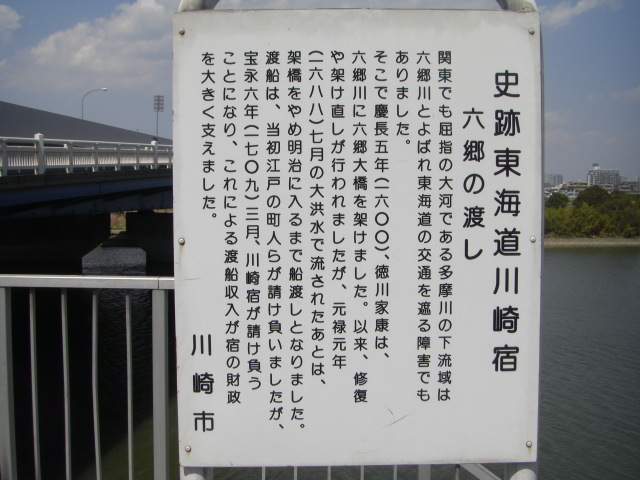 史跡東海道川崎宿
六郷の渡し
関東でも屈指の大河である多摩川の下流域は
六郷川とよばれ東海道の交通を遮る障害でも
ありました。
そこで慶長五年(一六〇〇)、徳川家康は、
六郷川に六郷大橋を架けました。以来、修復
や架け直しが行われましたが、元禄元年
(一六八八)七月の大洪水で流されたあとは、
架橋をやめ明治に入るまで船渡しとなりました。
渡船は、当初江戸の町人らが請け負いましたが、
宝永六年(一七〇九)三月、川崎宿が請け負う
ことになり、これによる渡船収入が宿の財政
を大きく支えました。
川崎市